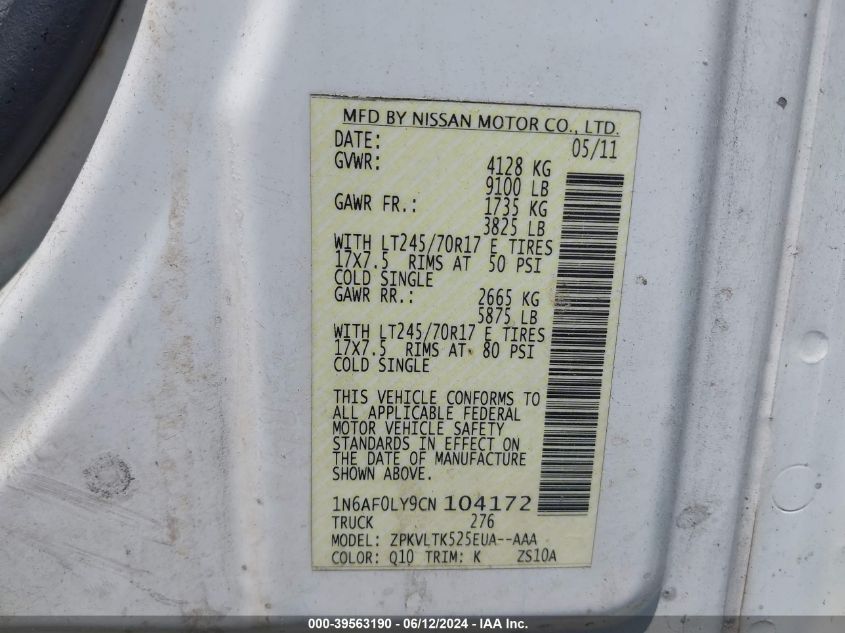 MFD BY NISSAN MOTOR CO., LTD.
DATE: 05/11
GVWR: 4128 KG
9100 LB
GAWR FR.: 1735 KG
3825 LB
WITH LT245/70R17 E TIRES
17X7.5 RIMS AT 50 PSI
COLD SINGLE
GAWR RR.: 2665 KG
5875 LB
WITH LT245/70R17 E TIRES
17X7.5 RIMS AT 80 PSI
COLD SINGLE
THIS VEHICLE CONFORMS TO
ALL APPLICABLE FEDERAL
MOTOR VEHICLE SAFETY
STANDARDS IN EFFECT ON
THE DATE OF MANUFACTURE
SHOWN ABOVE.
1N6AF0LY9CN 104172
TRUCK 276
MODEL: ZPKVLTK525EUA--AAA
COLOR: Q10 TRIM: K ZS10A
000-39563190 - 06/12/2024 - IAA Inc.